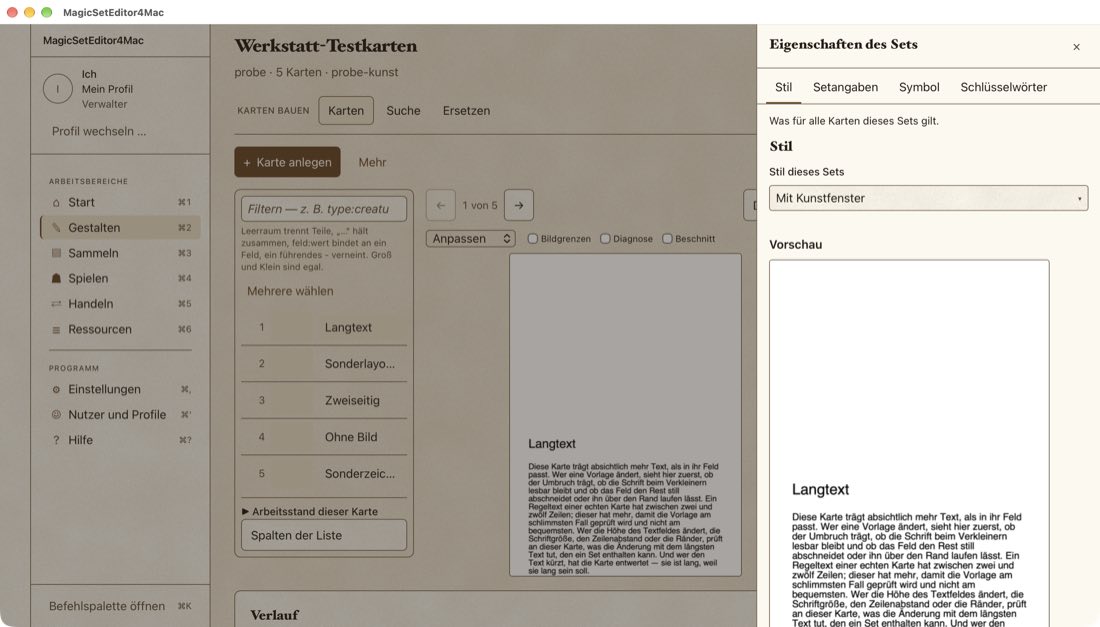 MagicSetEditor4Mac
MagicSetEditor4Mac
I
Ich
Mein Profil
Verwalter
Profil wechseln ...
ARBEITSBEREICHE
Start ⌘1
Gestalten ⌘2
Sammeln ⌘3
Spielen ⌘4
Handeln ⌘5
Ressourcen ⌘6
PROGRAMM
Einstellungen ⌘,
Nutzer und Profile ⌘'
? Hilfe ⌘?
Befehlspalette öffnen ⌘K
Werkstatt-Testkarten
probe · 5 Karten · probe-kunst
KARTEN BAUEN Karten Suche Ersetzen
+ Karte anlegen Mehr
Filtern — z. B. type:creatu
Leerraum trennt Teile, „…" hält
zusammen, feld:wert bindet an ein
Feld, ein führendes - verneint. Groß
und Klein sind egal.
Mehrere wählen
1 Langtext
2 Sonderlayo...
3 Zweiseitig
4 Ohne Bild
5 Sonderzeic...
▶ Arbeitsstand dieser Karte
Spalten der Liste
← 1 von 5 →
Anpassen Bildgrenzen Diagnose Beschnitt
Langtext
Diese Karte trägt absichtlich mehr Text, als in ihr Feld
passt. Wer eine Vorlage ändert, sieht hier zuerst, ob
der Umbruch trägt, ob die Schrift beim Verkleinern
lesbar bleibt und ob das Feld den Rest still
abschneidet oder ihn über den Rand laufen lässt. Ein
Regeltext einer echten Karte hat zwischen zwei und
zwölf Zeilen; dieser hat mehr, damit die Vorlage am
schlimmsten Fall geprüft wird und nicht am
bequemsten. Wer die Höhe des Textfeldes ändert, die
Schriftgröße, den Zeilenabstand oder die Ränder, prüft
an dieser Karte, was die Änderung mit dem längsten
Text tut, den ein Set enthalten kann. Und wer den
Text kürzt, hat die Karte entwertet — sie ist lang, weil
sie lang sein soll.
Verlauf
Eigenschaften des Sets ×
Stil Setangaben Symbol Schlüsselwörter
Was für alle Karten dieses Sets gilt.
Stil
Stil dieses Sets
Mit Kunstfenster
Vorschau
Langtext
Diese Karte trägt absichtlich mehr Text, als in ihr Feld
passt. Wer eine Vorlage ändert, sieht hier zuerst, ob
der Umbruch trägt, ob die Schrift beim Verkleinern
lesbar bleibt und ob das Feld den Rest still
abschneidet oder ihn über den Rand laufen lässt. Ein
Regeltext einer echten Karte hat zwischen zwei und
zwölf Zeilen; dieser hat mehr, damit die Vorlage am
schlimmsten Fall geprüft wird und nicht am
bequemsten. Wer die Höhe des Textfeldes ändert, die
Schriftgröße, den Zeilenabstand oder die Ränder, prüft
an dieser Karte, was die Änderung mit dem längsten
Text tut, den ein Set enthalten kann. Und wer den